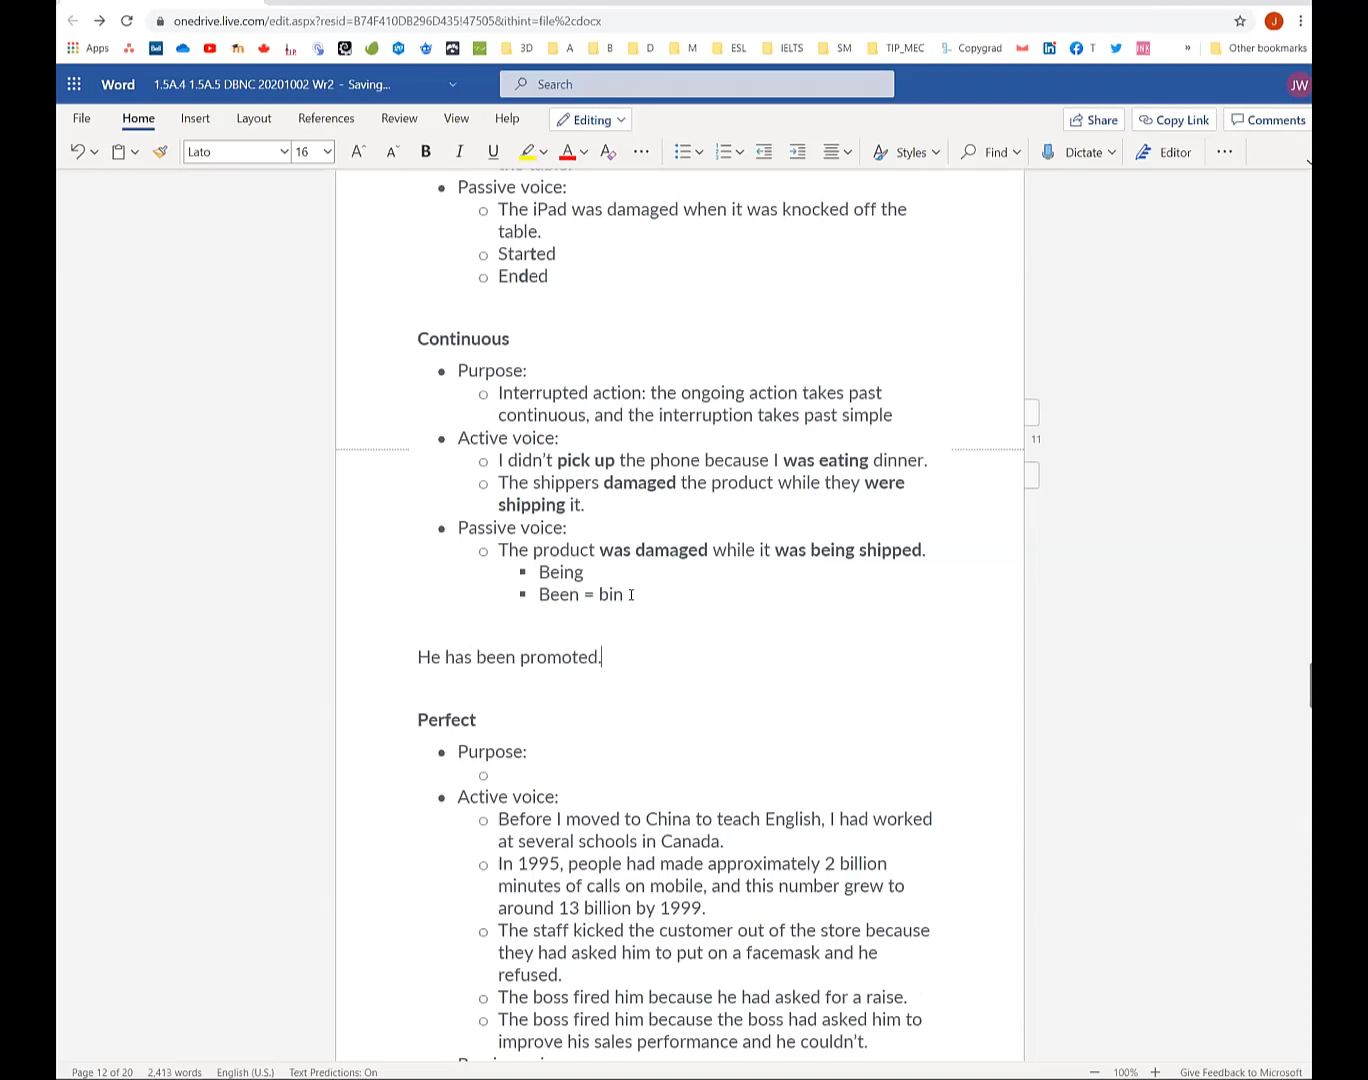 onedrive.live.com/edit.aspx?resid=B74F410DB296D435!47505&ithint=file%2cdocx
J
Apps Bell TIP 3D A B D M ESL IELTS SM TIP_MEC Copygrad T INK » Other bookmarks
Word 1.5A.4 1.5A.5 DBNC 20201002 Wr2 - Saving... Search JW
File Home Insert Layout References Review View Help Editing Share Copy Link Comments
Lato 16 A A B I U A A ... Styles Find Dictate Editor ...
Passive voice:
The iPad was damaged when it was knocked off the
table.
Started
Ended
Continuous
Purpose:
Interrupted action: the ongoing action takes past
continuous, and the interruption takes past simple
Active voice:
11
I didn't pick up the phone because I was eating dinner.
The shippers damaged the product while they were
shipping it.
Passive voice:
The product was damaged while it was being shipped.
Being
Been = bin
He has been promoted.
Perfect
Purpose:
Active voice:
Before I moved to China to teach English, I had worked
at several schools in Canada.
In 1995, people had made approximately 2 billion
minutes of calls on mobile, and this number grew to
around 13 billion by 1999.
The staff kicked the customer out of the store because
they had asked him to put on a facemask and he
refused.
The boss fired him because he had asked for a raise.
The boss fired him because the boss had asked him to
improve his sales performance and he couldn't.
Page 12 of 20 2,413 words English (U.S.) Text Predictions: On — 100% + Give Feedback to Microsoft